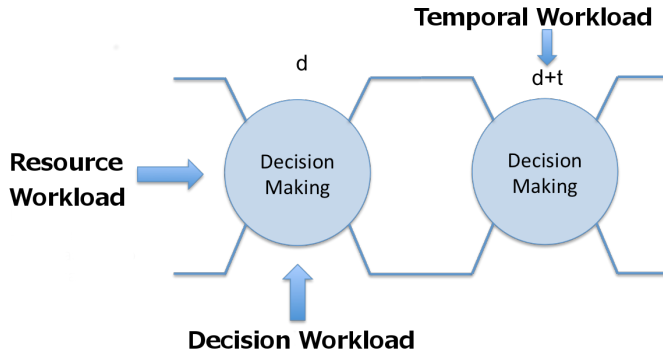 Temporal Workload
d
d+t
Decision
Making
Decision
Making
Resource
Workload
Decision Workload